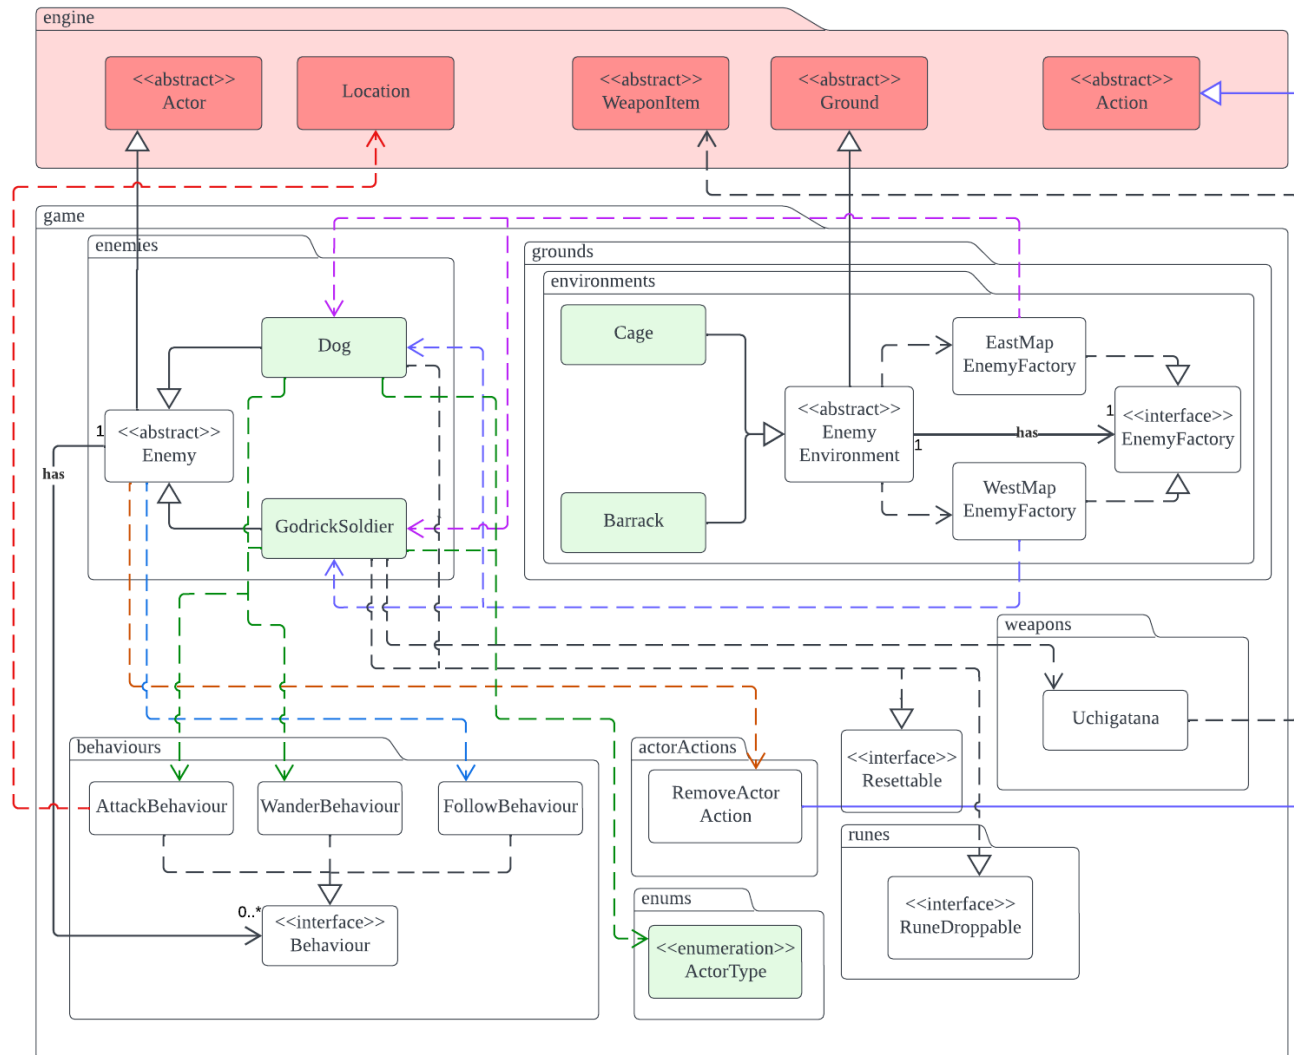 engine
<<abstract>>
Actor
Location
<<abstract>>
WeaponItem
<<abstract>>
Ground
<<abstract>>
Action
game
enemies
Dog
<<abstract>>
Enemy
1
has
GodrickSoldier
grounds
environments
Cage
Barrack
<<abstract>>
Enemy
Environment
1
has
1
EastMap
EnemyFactory
<<interface>>
EnemyFactory
WestMap
EnemyFactory
weapons
Uchigatana
behaviours
AttackBehaviour
WanderBehaviour
FollowBehaviour
0..*
<<interface>>
Behaviour
actorActions
RemoveActor
Action
<<interface>>
Resettable
runes
<<interface>>
RuneDroppable
enums
<<enumeration>>
ActorType